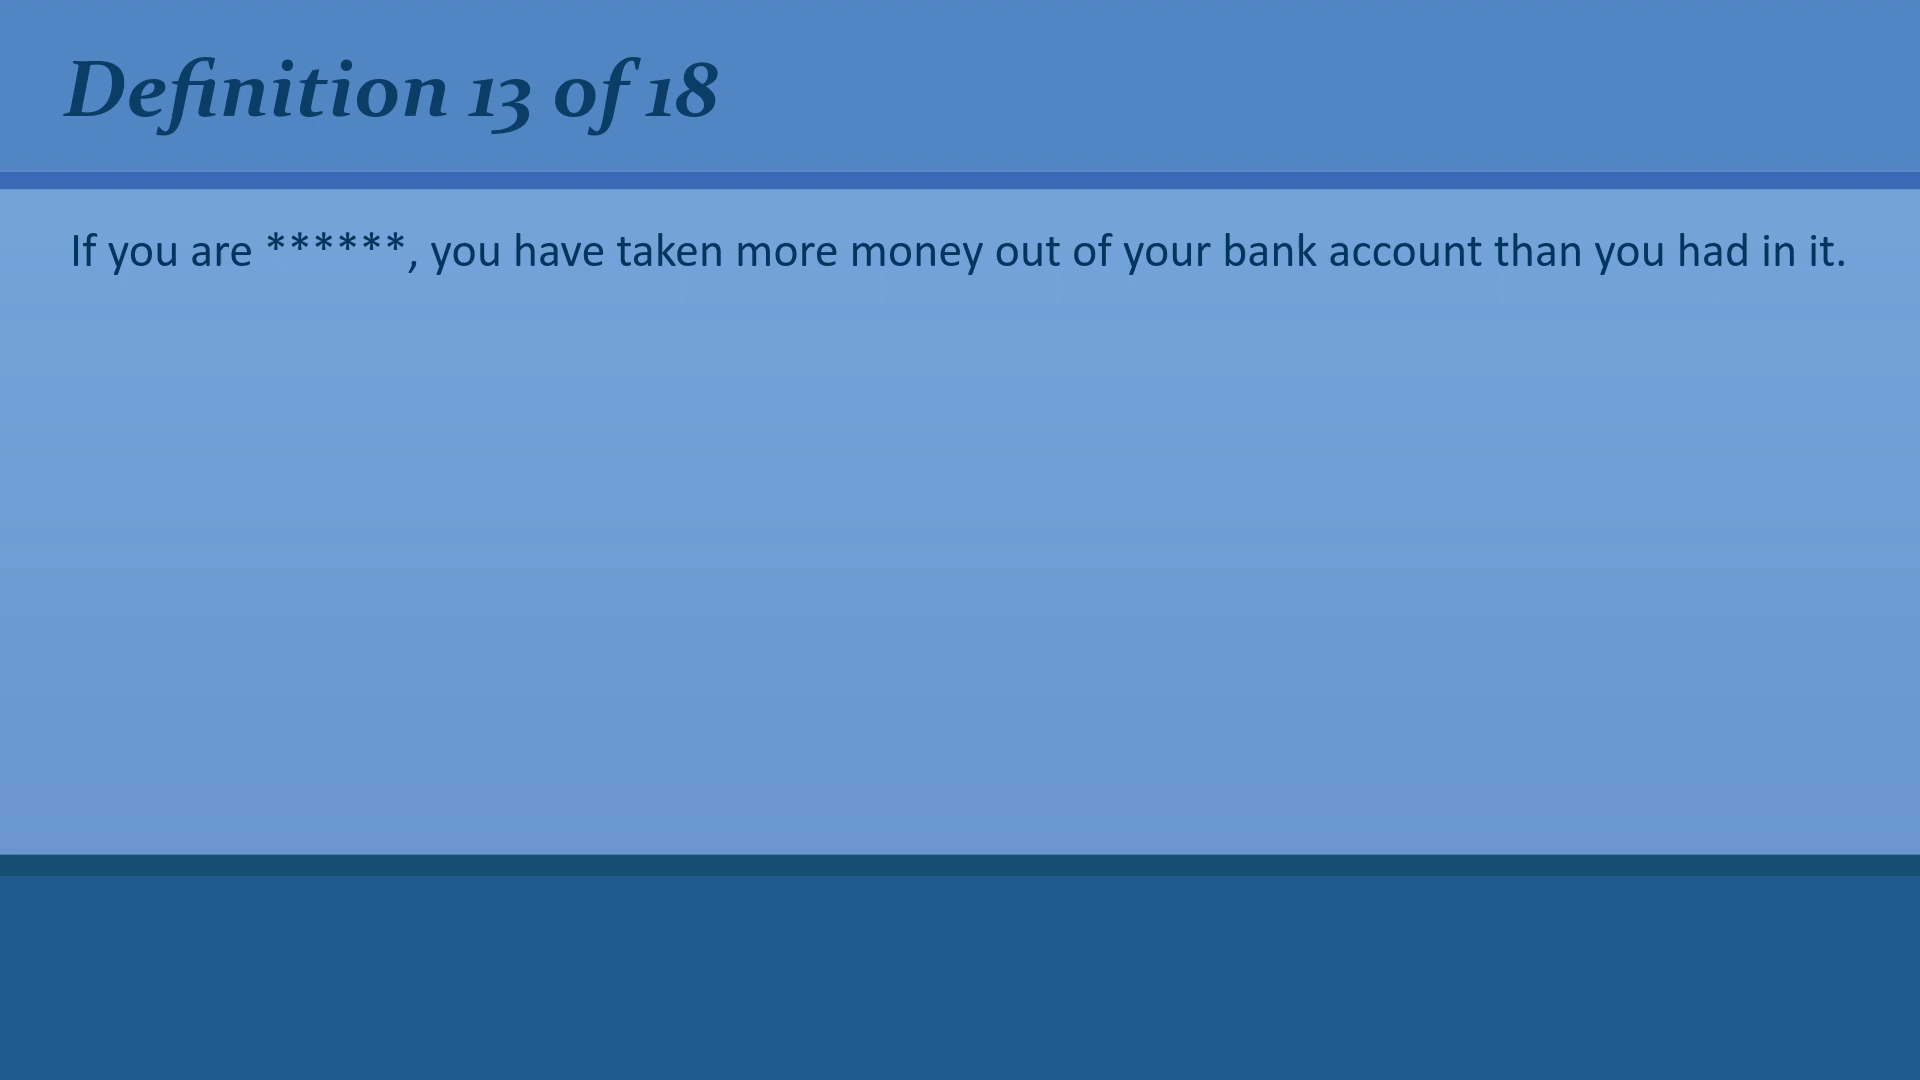 Definition 13 of 18
If you are ******, you have taken more money out of your bank account than you had in it.